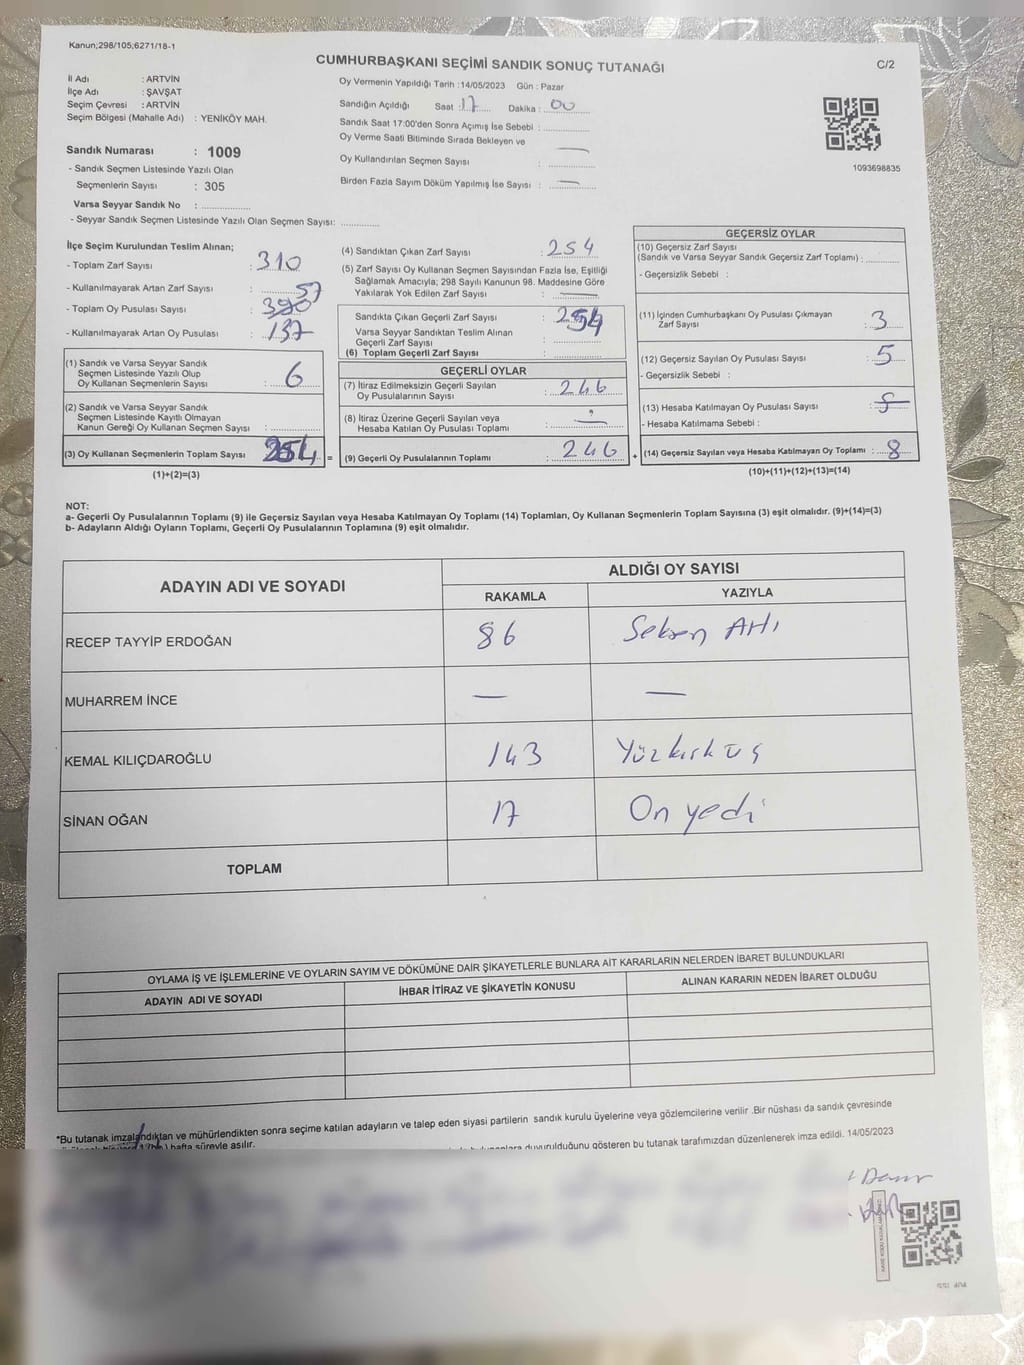 Kanun;298/105;6271/18-1
CUMHURBAŞKANI SEÇİMİ SANDIK SONUÇ TUTANAĞI
C/2
İl Adı : ARTVİN
İlçe Adı : ŞAVŞAT
Seçim Çevresi : ARTVİN
Seçim Bölgesi (Mahalle Adı) : YENİKÖY MAH.
Sandık Numarası : 1009
- Sandık Seçmen Listesinde Yazılı Olan
Seçmenlerin Sayısı : 305
Varsa Seyyar Sandık No :
- Seyyar Sandık Seçmen Listesinde Yazılı Olan Seçmen Sayısı:
Oy Vermenin Yapıldığı Tarih :14/05/2023 Gün : Pazar
Sandığın Açıldığı Saat : 17 Dakika : 00
Sandık Saat 17:00'den Sonra Açımış İse Sebebi :
Oy Verme Saati Bitiminde Sırada Bekleyen ve
Oy Kullandırılan Seçmen Sayısı : —
Birden Fazla Sayım Döküm Yapılmış İse Sayısı : —
1093698835
İlçe Seçim Kurulundan Teslim Alınan;
- Toplam Zarf Sayısı : 310
- Kullanılmayarak Artan Zarf Sayısı : 57
- Toplam Oy Pusulası Sayısı :
- Kullanılmayarak Artan Oy Pusulası : 137
(1) Sandık ve Varsa Seyyar Sandık
Seçmen Listesinde Yazılı Olup
Oy Kullanan Seçmenlerin Sayısı : 6
(2) Sandık ve Varsa Seyyar Sandık
Seçmen Listesinde Kayıtlı Olmayan
Kanun Gereği Oy Kullanan Seçmen Sayısı :
(3) Oy Kullanan Seçmenlerin Toplam Sayısı : 254
(1)+(2)=(3)
(4) Sandıktan Çıkan Zarf Sayısı : 254
(5) Zarf Sayısı Oy Kullanan Seçmen Sayısından Fazla İse, Eşitliği
Sağlamak Amacıyla; 298 Sayılı Kanunun 98. Maddesine Göre
Yakılarak Yok Edilen Zarf Sayısı : —
Sandıkta Çıkan Geçerli Zarf Sayısı : 254
Varsa Seyyar Sandıktan Teslim Alınan
Geçerli Zarf Sayısı :
(6) Toplam Geçerli Zarf Sayısı :
GEÇERLİ OYLAR
(7) İtiraz Edilmeksizin Geçerli Sayılan
Oy Pusulalarının Sayısı : 246
(8) İtiraz Üzerine Geçerli Sayılan veya
Hesaba Katılan Oy Pusulası Toplamı : —
= (9) Geçerli Oy Pusulalarının Toplamı : 246
GEÇERSİZ OYLAR
(10) Geçersiz Zarf Sayısı
(Sandık ve Varsa Seyyar Sandık Geçersiz Zarf Toplamı) :
- Geçersizlik Sebebi :
(11) İçinden Cumhurbaşkanı Oy Pusulası Çıkmayan
Zarf Sayısı : 3
(12) Geçersiz Sayılan Oy Pusulası Sayısı : 5
- Geçersizlik Sebebi :
(13) Hesaba Katılmayan Oy Pusulası Sayısı :
- Hesaba Katılmama Sebebi :
+ (14) Geçersiz Sayılan veya Hesaba Katılmayan Oy Toplamı : 8
(10)+(11)+(12)+(13)=(14)
NOT:
a- Geçerli Oy Pusulalarının Toplamı (9) ile Geçersiz Sayılan veya Hesaba Katılmayan Oy Toplamı (14) Toplamları, Oy Kullanan Seçmenlerin Toplam Sayısına (3) eşit olmalıdır. (9)+(14)=(3)
b- Adayların Aldığı Oyların Toplamı, Geçerli Oy Pusulalarının Toplamına (9) eşit olmalıdır.
ADAYIN ADI VE SOYADI ALDIĞI OY SAYISI
RAKAMLA YAZIYLA
RECEP TAYYİP ERDOĞAN 86 Seksen Altı
MUHARREM İNCE — —
KEMAL KILIÇDAROĞLU 143 Yüzkırk üç
SİNAN OĞAN 17 On yedi
TOPLAM
OYLAMA İŞ VE İŞLEMLERİNE VE OYLARIN SAYIM VE DÖKÜMÜNE DAİR ŞİKAYETLERLE BUNLARA AİT KARARLARIN NELERDEN İBARET BULUNDUKLARI
ADAYIN ADI VE SOYADI İHBAR İTİRAZ VE ŞİKAYETİN KONUSU ALINAN KARARIN NEDEN İBARET OLDUĞU
*Bu tutanak imzalandıktan ve mühürlendikten sonra seçime katılan adayların ve talep eden siyasi partilerin sandık kurulu üyelerine veya gözlemcilerine verilir .Bir nüshası da sandık çevresinde
hafta süreyle asılır.
duyurulduğunu gösteren bu tutanak tarafımızdan düzenlenerek imza edildi. 14/05/2023